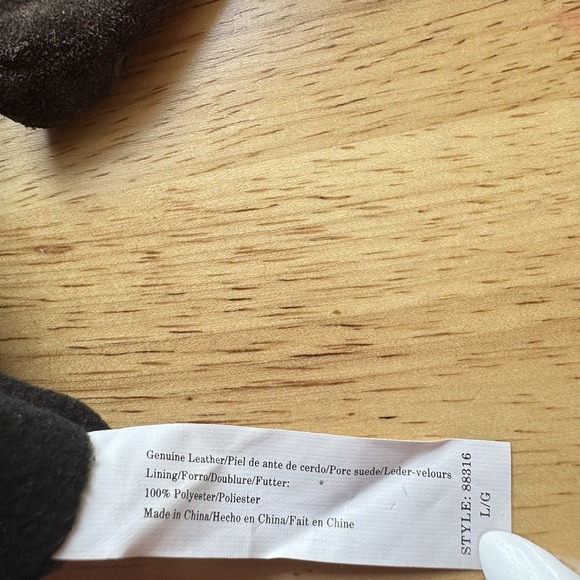 Genuine Leather/Piel de ante de cerdo/Porc suede/Leder-velours
Lining/Forro/Doublure/Futter:
100% Polyester/Poliester
Made in China/Hecho en China/Fait en Chine
STYLE: 88316
L/G